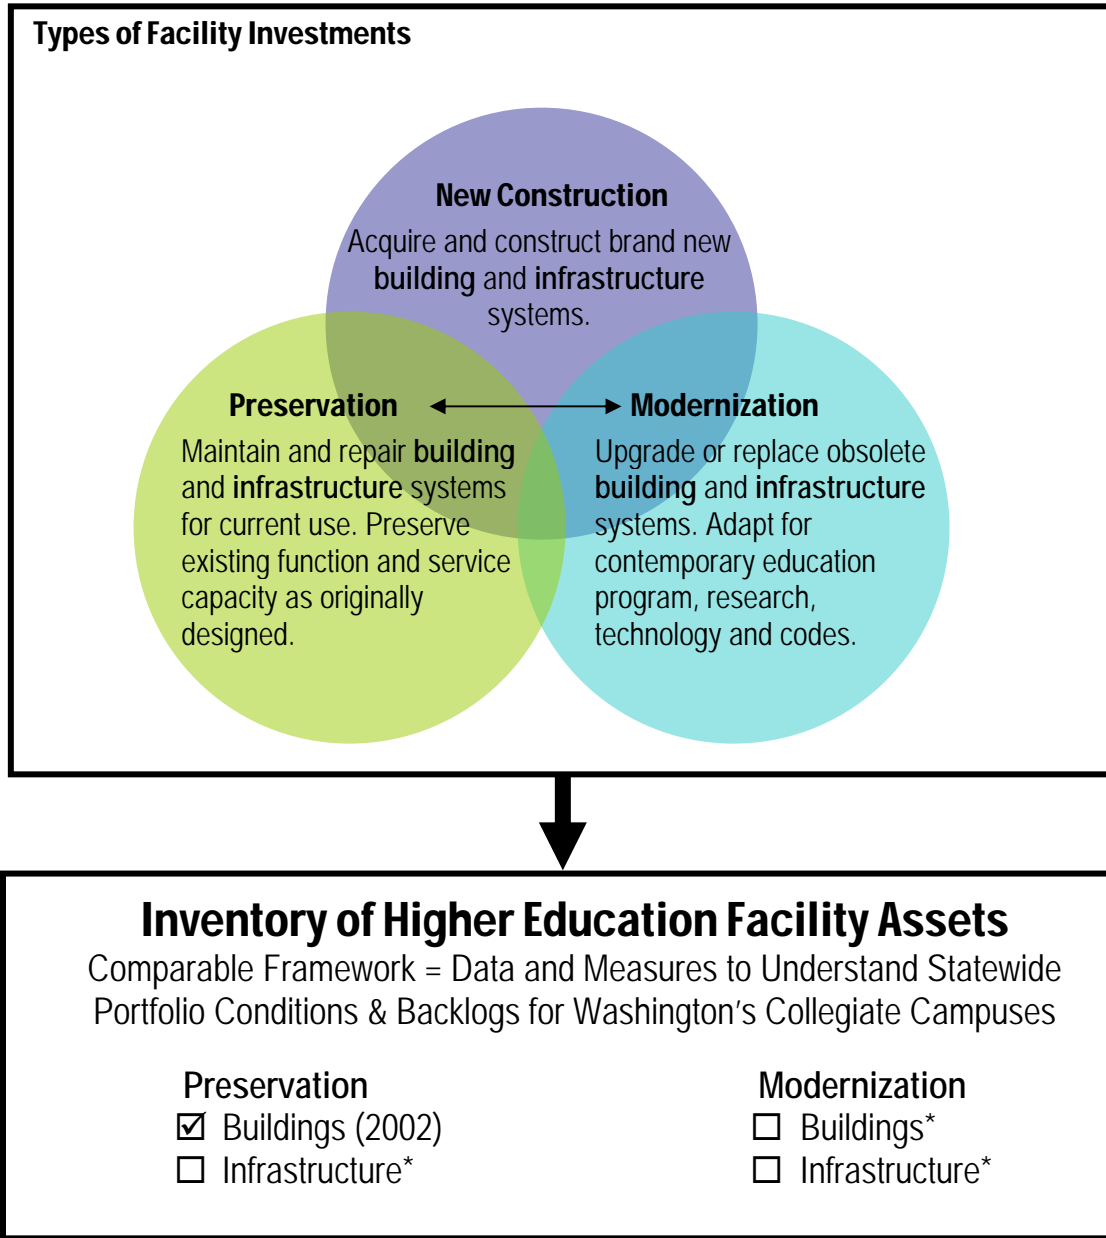 Types of Facility Investments
New Construction
Acquire and construct brand new
building and infrastructure
systems.
Preservation
Maintain and repair building
and infrastructure systems
for current use. Preserve
existing function and service
capacity as originally
designed.
Modernization
Upgrade or replace obsolete
building and infrastructure
systems. Adapt for
contemporary education
program, research,
technology and codes.
Inventory of Higher Education Facility Assets
Comparable Framework = Data and Measures to Understand Statewide
Portfolio Conditions & Backlogs for Washington's Collegiate Campuses
Preservation
☑ Buildings (2002)
☐ Infrastructure*
Modernization
☐ Buildings*
☐ Infrastructure*